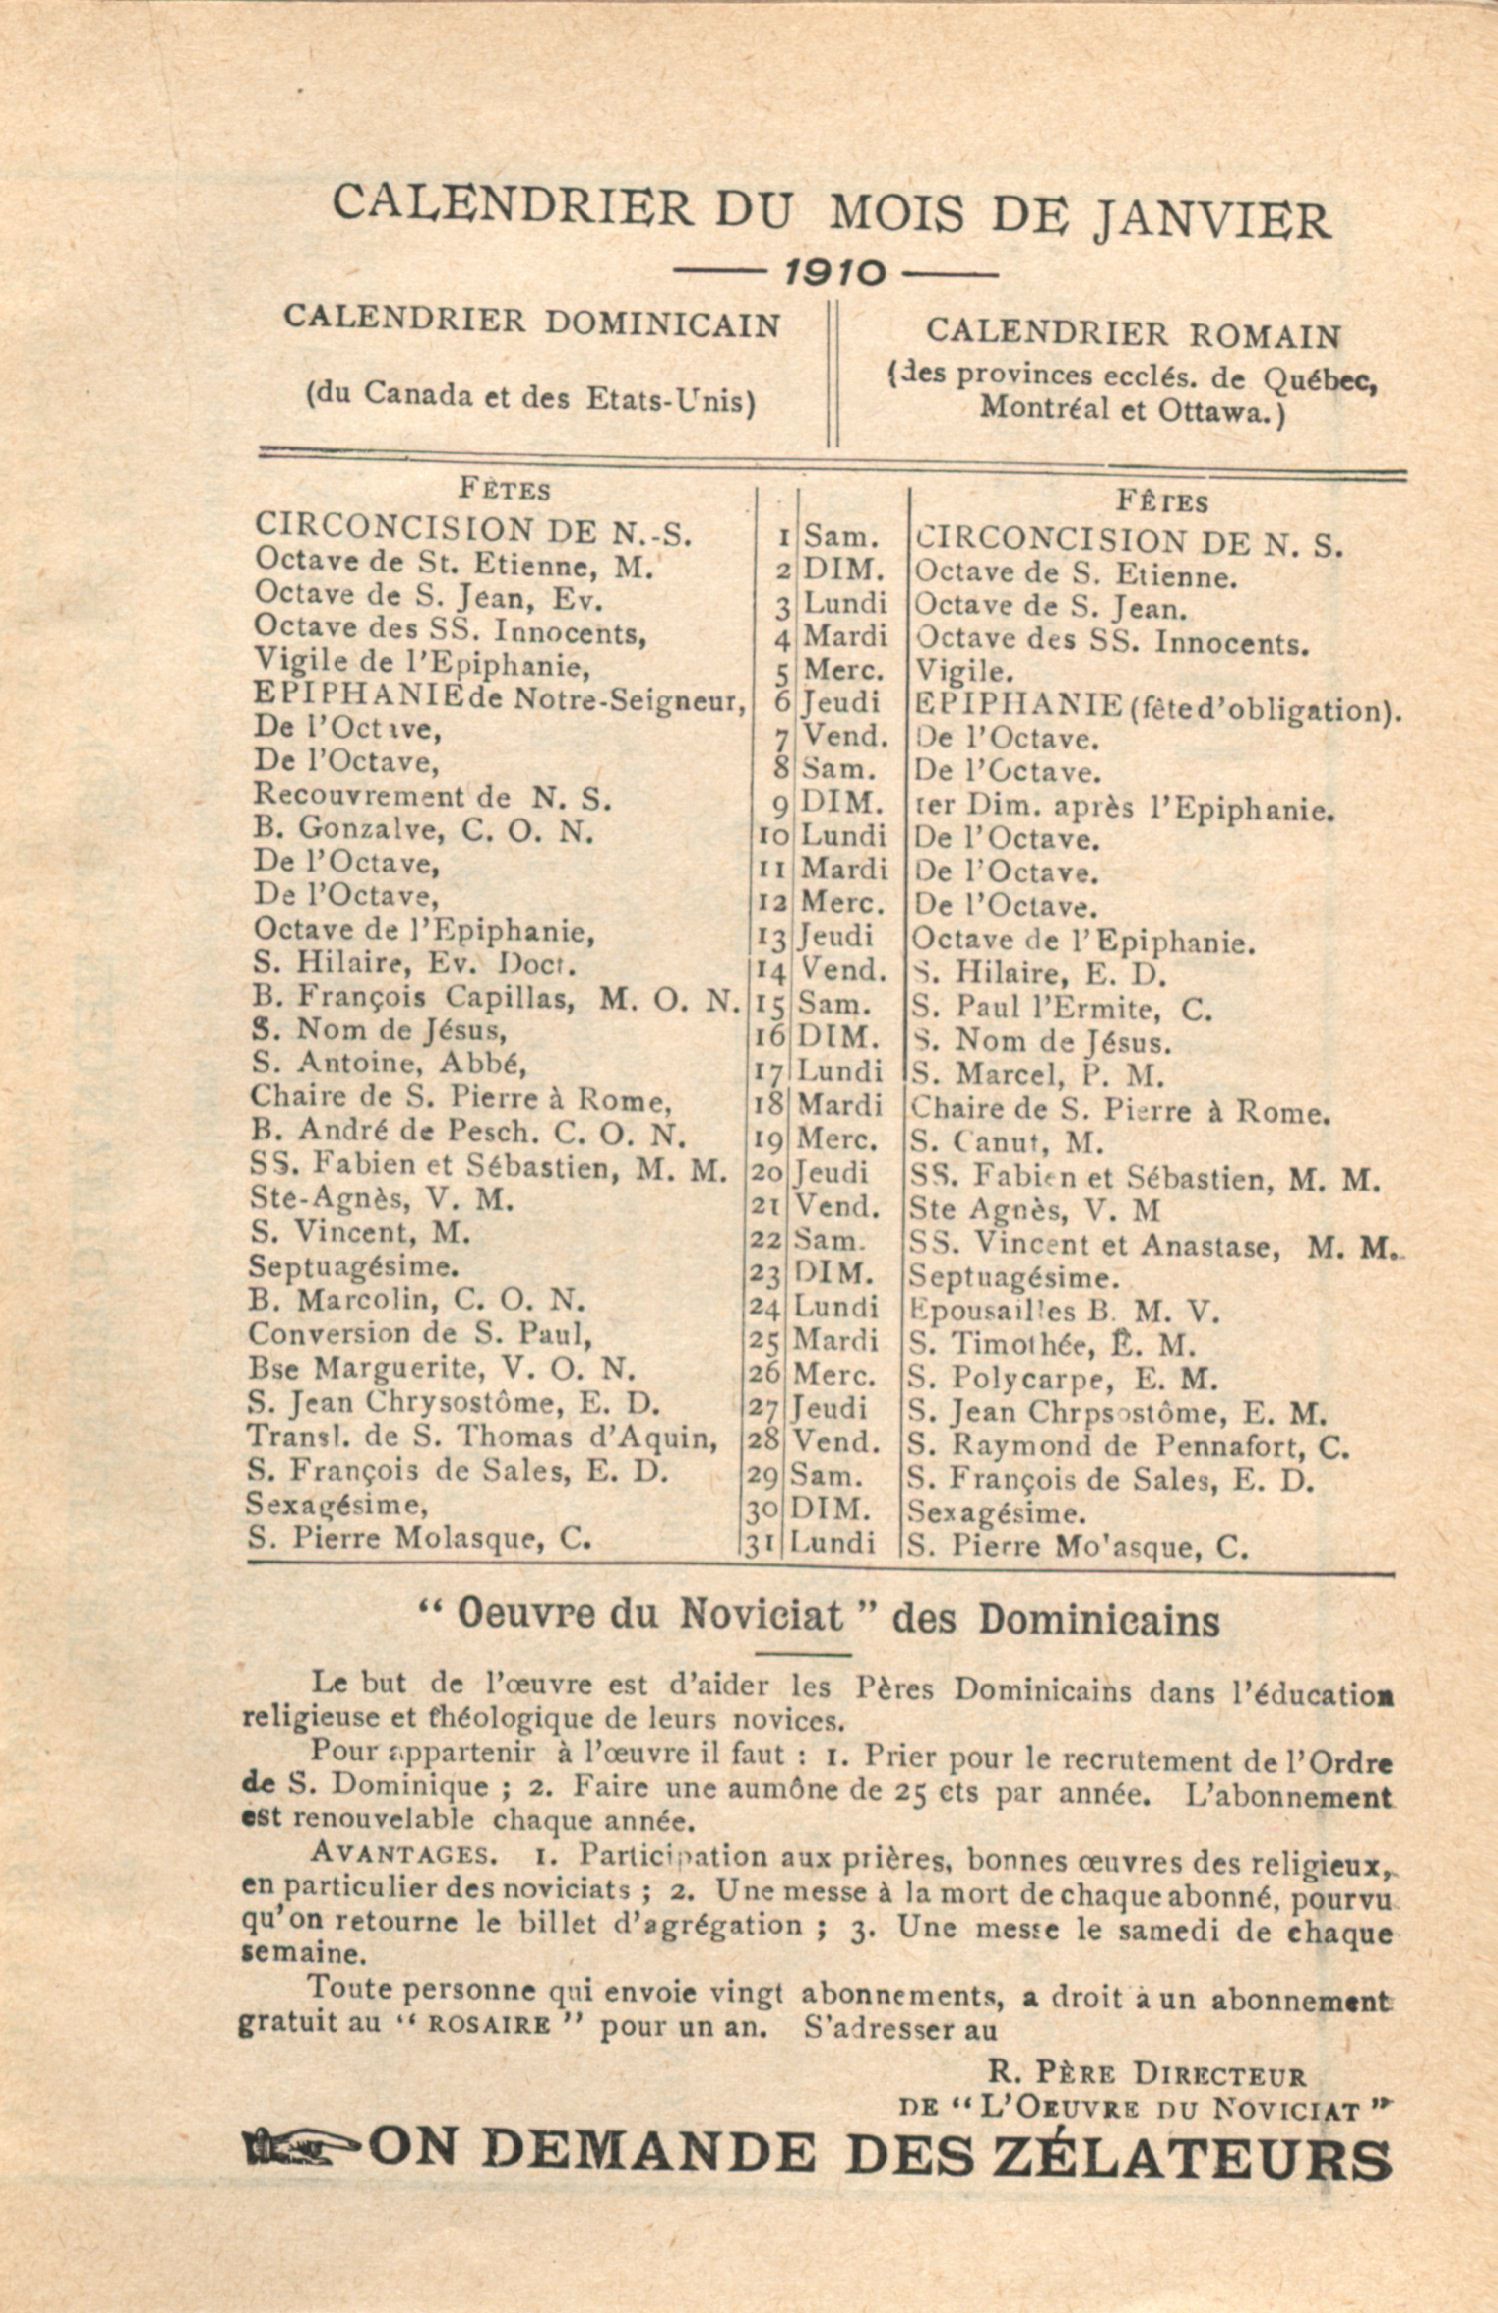 CALENDRIER DU MOIS DE JANVIER
1910
CALENDRIER DOMINICAIN
(du Canada et des Etats-Unis)
CALENDRIER ROMAIN
(des provinces ecclés. de Québec,
Montréal et Ottawa.)
FÊTES FÊTES
CIRCONCISION DE N.-S. 1 Sam. CIRCONCISION DE N. S.
Octave de St. Etienne, M. 2 DIM. Octave de S. Etienne.
Octave de S. Jean, Ev. 3 Lundi Octave de S. Jean.
Octave des SS. Innocents, 4 Mardi Octave des SS. Innocents.
Vigile de l'Epiphanie, 5 Merc. Vigile.
EPIPHANIE de Notre-Seigneur, 6 Jeudi EPIPHANIE (fête d'obligation).
De l'Octave, 7 Vend. De l'Octave.
De l'Octave, 8 Sam. De l'Octave.
Recouvrement de N. S. 9 DIM. 1er Dim. après l'Epiphanie.
B. Gonzalve, C. O. N. 10 Lundi De l'Octave.
De l'Octave, 11 Mardi De l'Octave.
De l'Octave, 12 Merc. De l'Octave.
Octave de l'Epiphanie, 13 Jeudi Octave de l'Epiphanie.
S. Hilaire, Ev. Doct. 14 Vend. S. Hilaire, E. D.
B. François Capillas, M. O. N. 15 Sam. S. Paul l'Ermite, C.
S. Nom de Jésus, 16 DIM. S. Nom de Jésus.
S. Antoine, Abbé, 17 Lundi S. Marcel, P. M.
Chaire de S. Pierre à Rome, 18 Mardi Chaire de S. Pierre à Rome.
B. André de Pesch. C. O. N. 19 Merc. S. Canut, M.
SS. Fabien et Sébastien, M. M. 20 Jeudi SS. Fabien et Sébastien, M. M.
Ste-Agnès, V. M. 21 Vend. Ste Agnès, V. M
S. Vincent, M. 22 Sam. SS. Vincent et Anastase, M. M.
Septuagésime. 23 DIM. Septuagésime.
B. Marcolin, C. O. N. 24 Lundi Epousailles B. M. V.
Conversion de S. Paul, 25 Mardi S. Timothée, E. M.
Bse Marguerite, V. O. N. 26 Merc. S. Polycarpe, E. M.
S. Jean Chrysostôme, E. D. 27 Jeudi S. Jean Chrpsostôme, E. M.
Transl. de S. Thomas d'Aquin, 28 Vend. S. Raymond de Pennafort, C.
S. François de Sales, E. D. 29 Sam. S. François de Sales, E. D.
Sexagésime, 30 DIM. Sexagésime.
S. Pierre Molasque, C. 31 Lundi S. Pierre Mo'asque, C.
“ Oeuvre du Noviciat ” des Dominicains
Le but de l'œuvre est d'aider les Pères Dominicains dans l'éducation
religieuse et théologique de leurs novices.
Pour appartenir à l'œuvre il faut : 1. Prier pour le recrutement de l'Ordre
de S. Dominique ; 2. Faire une aumône de 25 cts par année. L'abonnement
est renouvelable chaque année.
AVANTAGES. 1. Participation aux prières, bonnes œuvres des religieux,
en particulier des noviciats ; 2. Une messe à la mort de chaque abonné, pourvu
qu'on retourne le billet d'agrégation ; 3. Une messe le samedi de chaque
semaine.
Toute personne qui envoie vingt abonnements, a droit à un abonnement
gratuit au “ ROSAIRE ” pour un an. S'adresser au
R. PÈRE DIRECTEUR
DE “ L'OEUVRE DU NOVICIAT ”
ON DEMANDE DES ZÉLATEURS